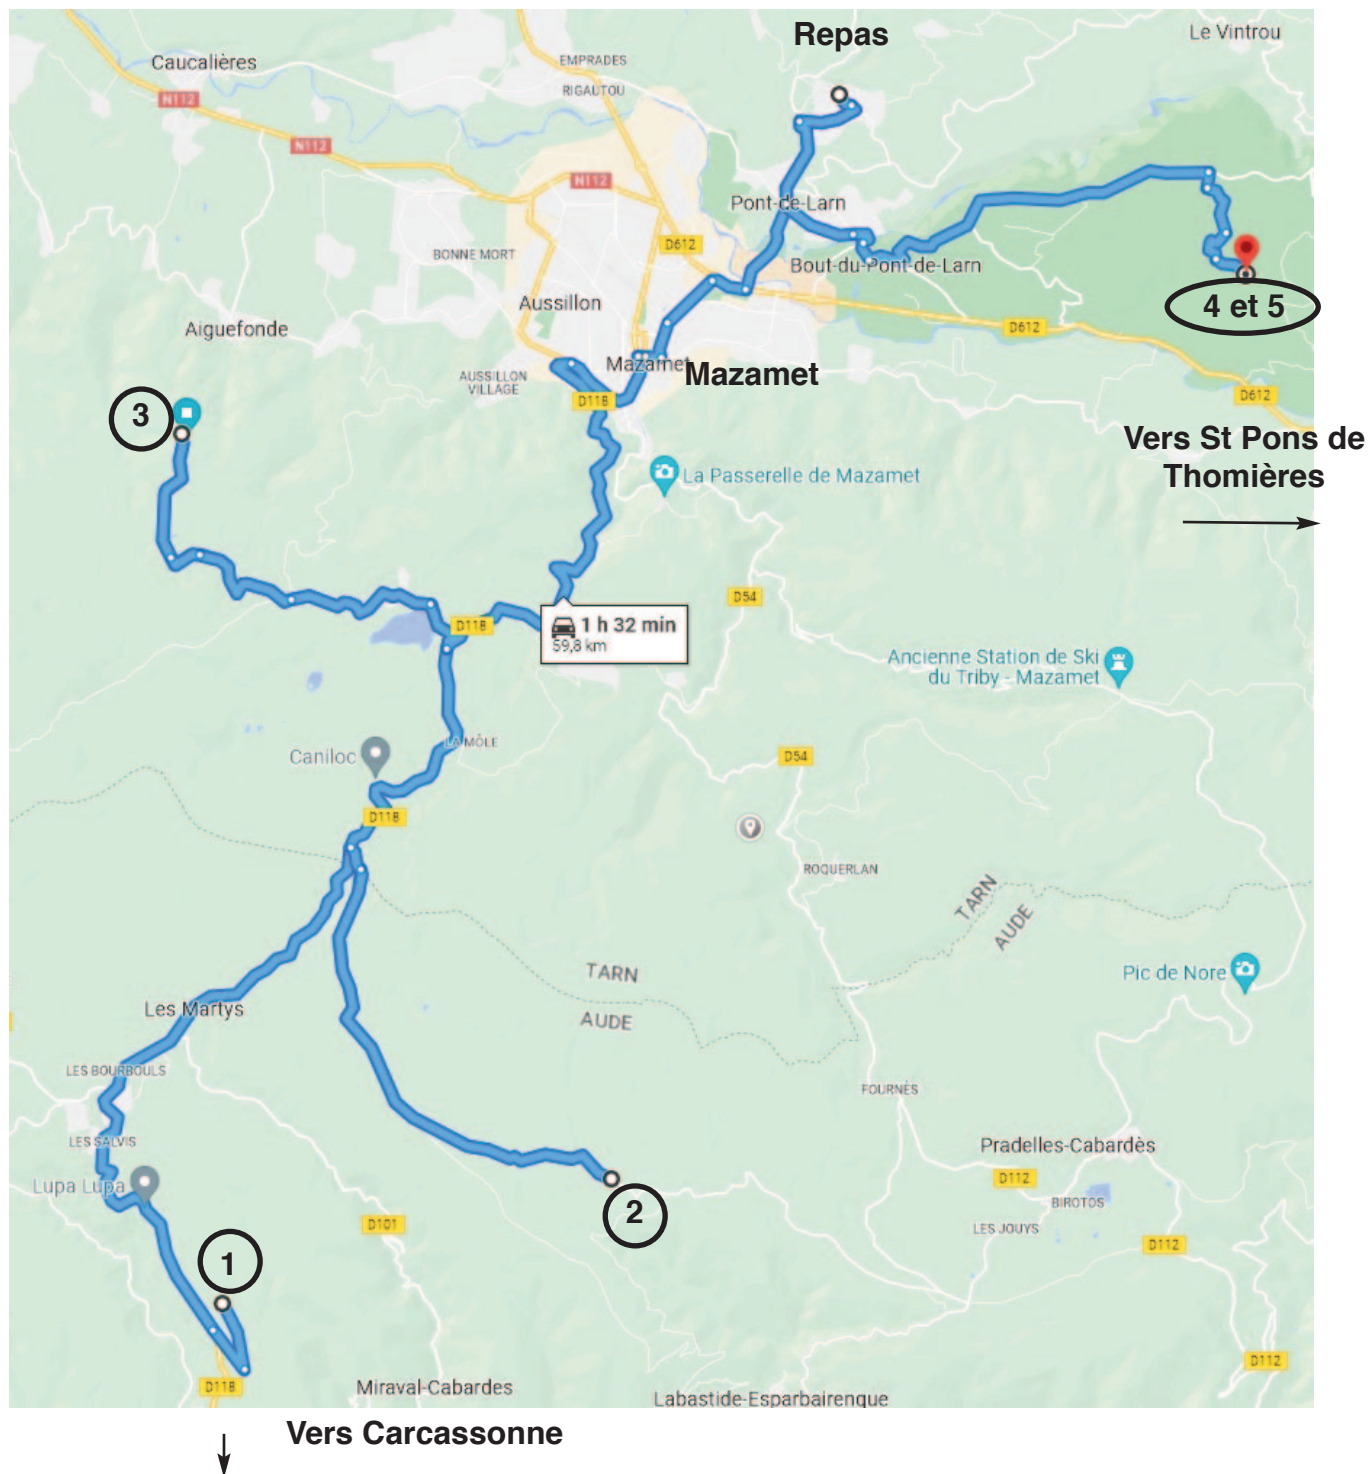 Repas
Le Vintrou
Caucalières
EMPRADES
RIGAUTOU
N112
N112
N112
Pont-de-Larn
D612
BONNE MORT
Bout-du-Pont-de-Larn
Aussillon
4 et 5
Aiguefonde
D612
Mazamet
Mazamet
AUSSILLON
VILLAGE
D118
D612
3
Vers St Pons de
Thomières
La Passerelle de Mazamet
D54
D118
1 h 32 min
59,8 km
Ancienne Station de Ski
du Triby - Mazamet
LA MÔLE
Caniloc
D54
D118
ROQUERLAN
TARN
AUDE
TARN
AUDE
Pic de Nore
Les Martys
LES BOURBOULS
FOURNÈS
LES SALVIS
Pradelles-Cabardès
Lupa Lupa
D112
BIROTOS
2
D101
LES JOUYS
D112
1
D112
D118
Miraval-Cabardes
Labastide-Esparbairenque
Vers Carcassonne